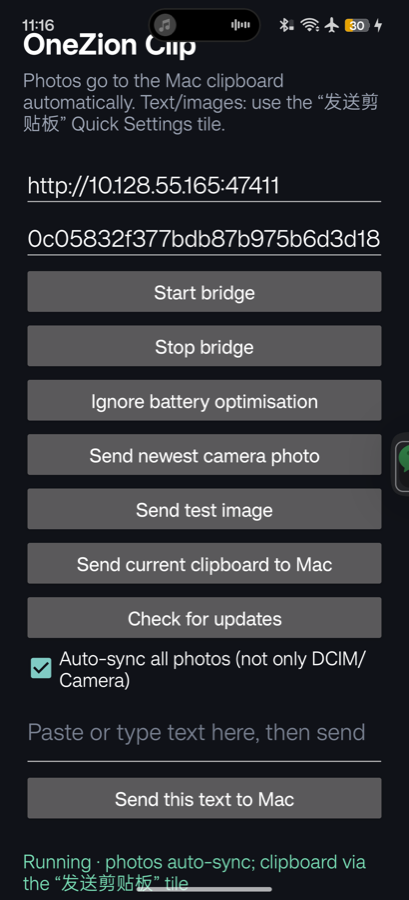 11:16
30
OneZion Clip
Photos go to the Mac clipboard
automatically. Text/images: use the “发送剪
贴板” Quick Settings tile.
http://10.128.55.165:47411
0c05832f377bdb87b975b6d3d18
Start bridge
Stop bridge
Ignore battery optimisation
Send newest camera photo
Send test image
Send current clipboard to Mac
Check for updates
Auto-sync all photos (not only DCIM/
Camera)
Paste or type text here, then send
Send this text to Mac
Running · photos auto-sync; clipboard via
the “发送剪贴板” tile